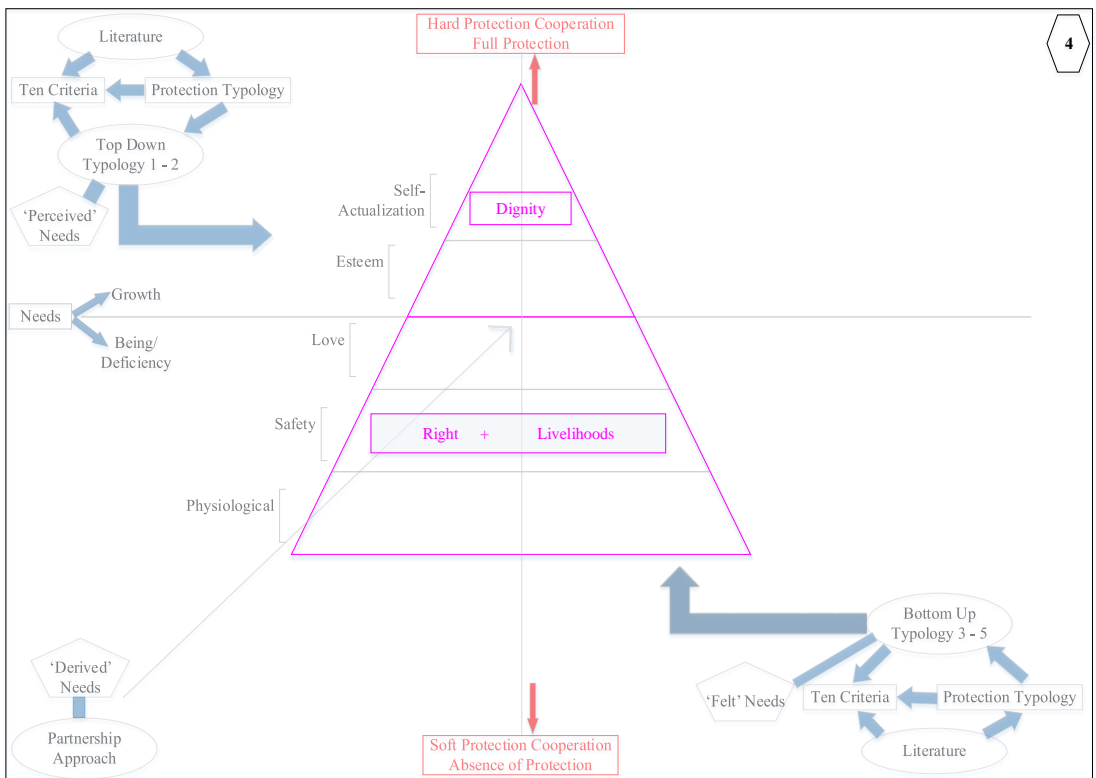 Hard Protection Cooperation
Full Protection
4
Literature
Ten Criteria
Protection Typology
Top Down
Typology 1 - 2
'Perceived'
Needs
Self-
Actualization
Dignity
Esteem
Needs
Growth
Being/
Deficiency
Love
Safety
Right + Livelihoods
Physiological
'Derived'
Needs
Partnership
Approach
Soft Protection Cooperation
Absence of Protection
Bottom Up
Typology 3 - 5
'Felt' Needs
Ten Criteria
Protection Typology
Literature